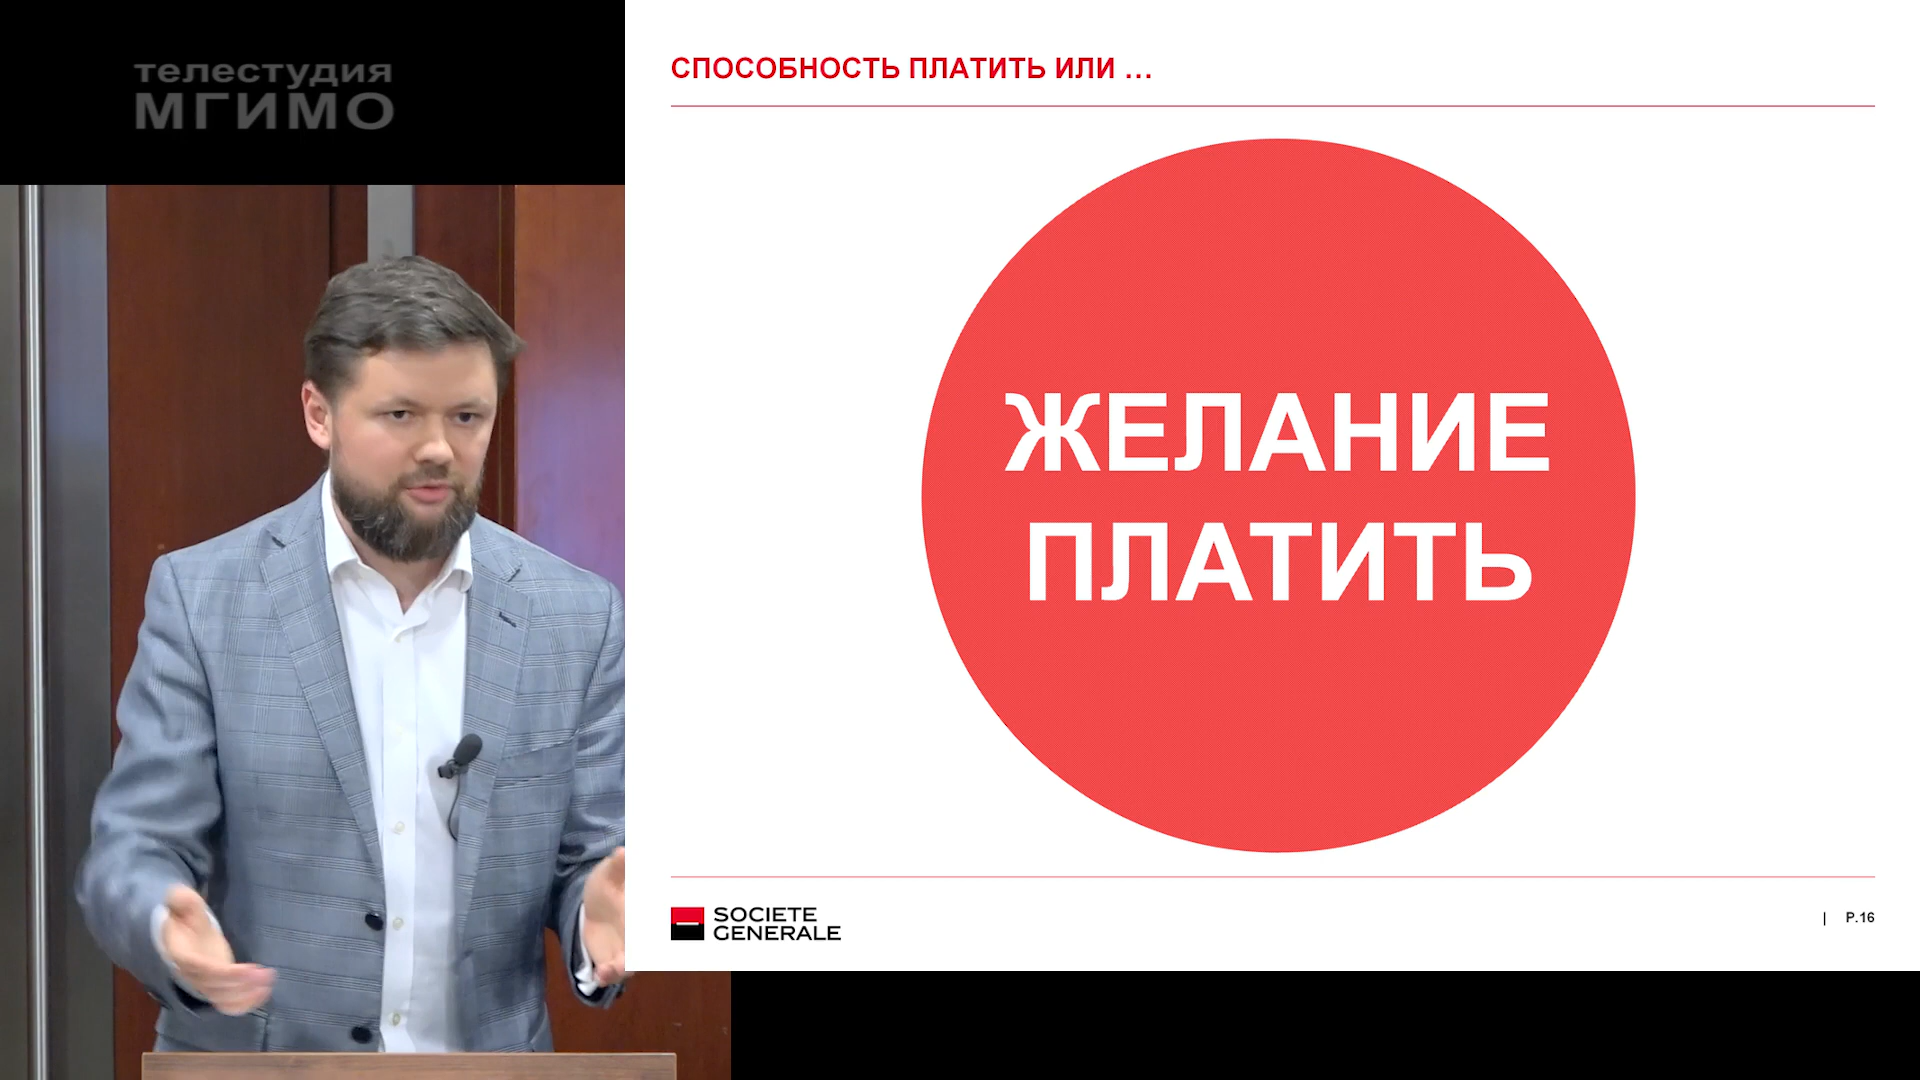 телестудия
МГИМО
СПОСОБНОСТЬ ПЛАТИТЬ ИЛИ ...
ЖЕЛАНИЕ
ПЛАТИТЬ
SOCIETE
GENERALE
| P.16